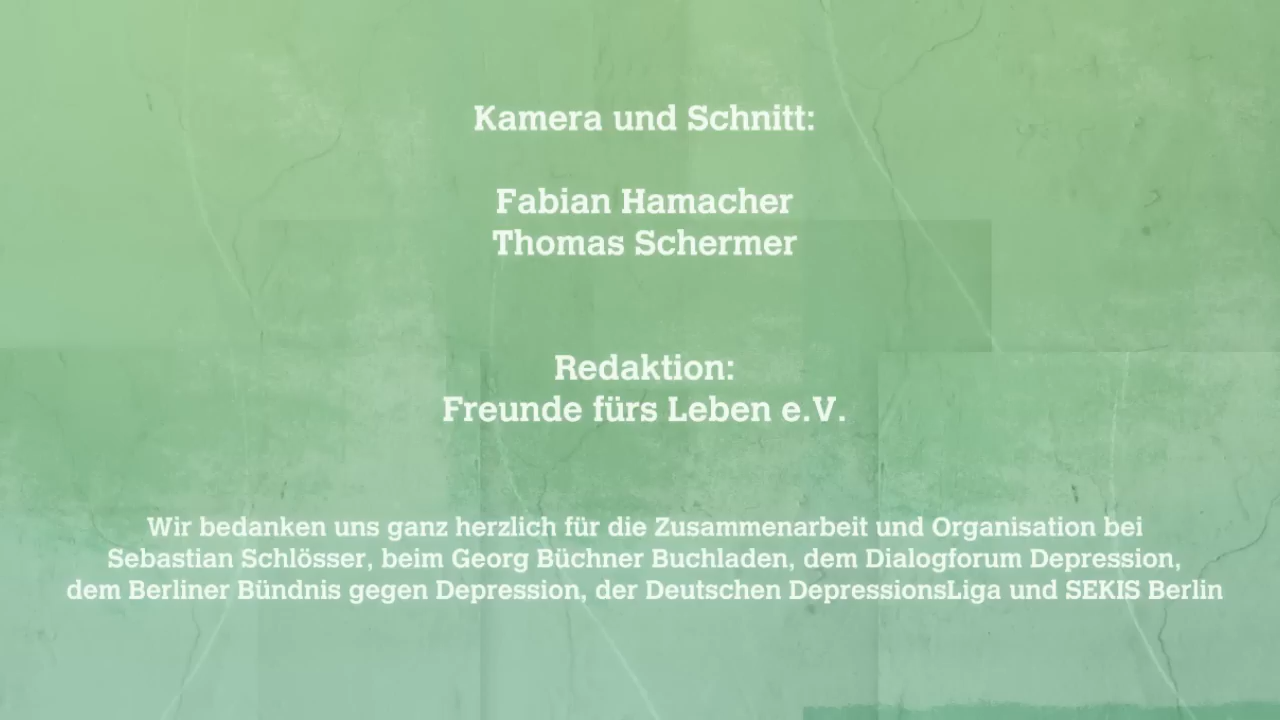 Kamera und Schnitt:
Fabian Hamacher
Thomas Schermer
Redaktion:
Freunde fürs Leben e.V.
Wir bedanken uns ganz herzlich für die Zusammenarbeit und Organisation bei
Sebastian Schlösser, beim Georg Büchner Buchladen, dem Dialogforum Depression,
dem Berliner Bündnis gegen Depression, der Deutschen DepressionsLiga und SEKIS Berlin